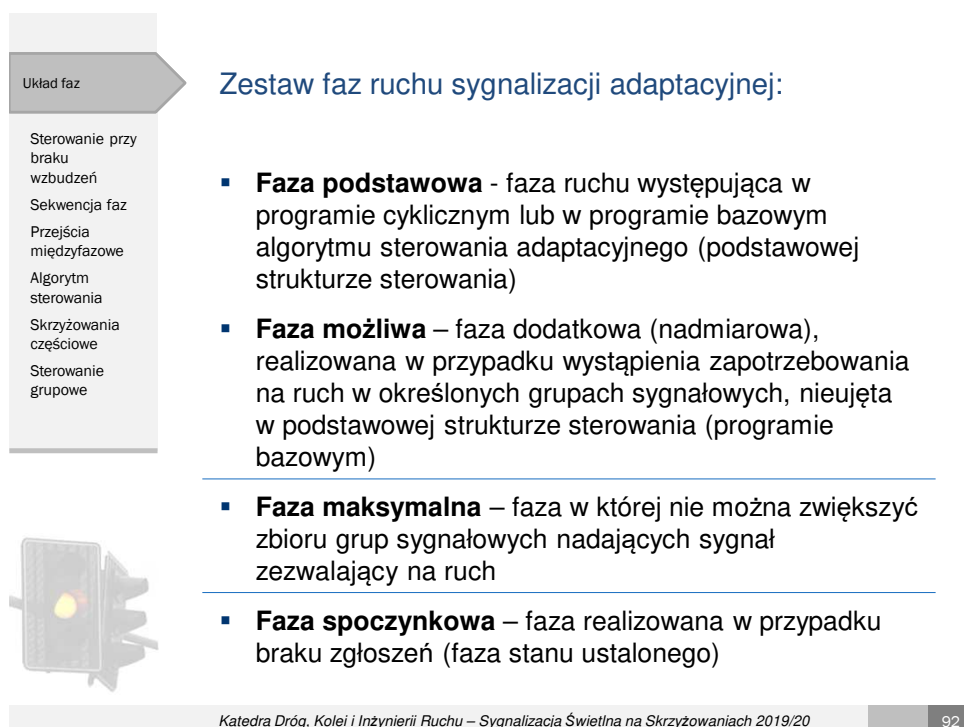 Układ faz
Sterowanie przy
braku
wzbudzeń
Sekwencja faz
Przejścia
międzyfazowe
Algorytm
sterowania
Skrzyżowania
częściowe
Sterowanie
grupowe
Zestaw faz ruchu sygnalizacji adaptacyjnej:
▪ Faza podstawowa - faza ruchu występująca w
programie cyklicznym lub w programie bazowym
algorytmu sterowania adaptacyjnego (podstawowej
strukturze sterowania)
▪ Faza możliwa – faza dodatkowa (nadmiarowa),
realizowana w przypadku wystąpienia zapotrzebowania
na ruch w określonych grupach sygnałowych, nieujęta
w podstawowej strukturze sterowania (programie
bazowym)
▪ Faza maksymalna – faza w której nie można zwiększyć
zbioru grup sygnałowych nadających sygnał
zezwalający na ruch
▪ Faza spoczynkowa – faza realizowana w przypadku
braku zgłoszeń (faza stanu ustalonego)
Katedra Dróg, Kolei i Inżynierii Ruchu – Sygnalizacja Świetlna na Skrzyżowaniach 2019/20
92